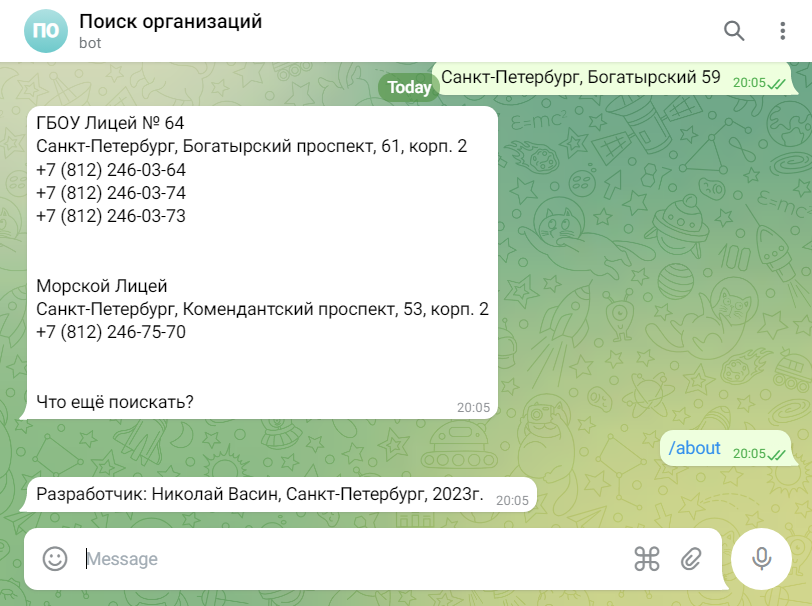 ПО
Поиск организаций
bot
Санкт-Петербург, Богатырский 59 20:05
Today
ГБОУ Лицей № 64
Санкт-Петербург, Богатырский проспект, 61, корп. 2
+7 (812) 246-03-64
+7 (812) 246-03-74
+7 (812) 246-03-73
Морской Лицей
Санкт-Петербург, Комендантский проспект, 53, корп. 2
+7 (812) 246-75-70
Что ещё поискать? 20:05
/about 20:05
Разработчик: Николай Васин, Санкт-Петербург, 2023г. 20:05
Message